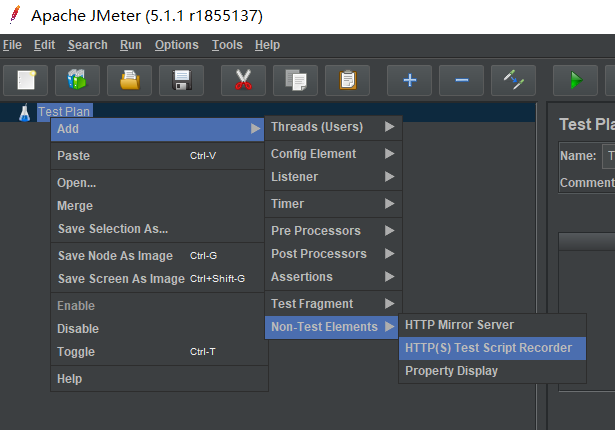 Apache JMeter (5.1.1 r1855137)
File Edit Search Run Options Tools Help
Test Plan
Add
Paste Ctrl-V
Open...
Merge
Save Selection As...
Save Node As Image Ctrl-G
Save Screen As Image Ctrl+Shift-G
Enable
Disable
Toggle Ctrl-T
Help
Threads (Users)
Config Element
Listener
Timer
Pre Processors
Post Processors
Assertions
Test Fragment
Non-Test Elements
HTTP Mirror Server
HTTP(S) Test Script Recorder
Property Display
Test Pla
Name: T
Comment